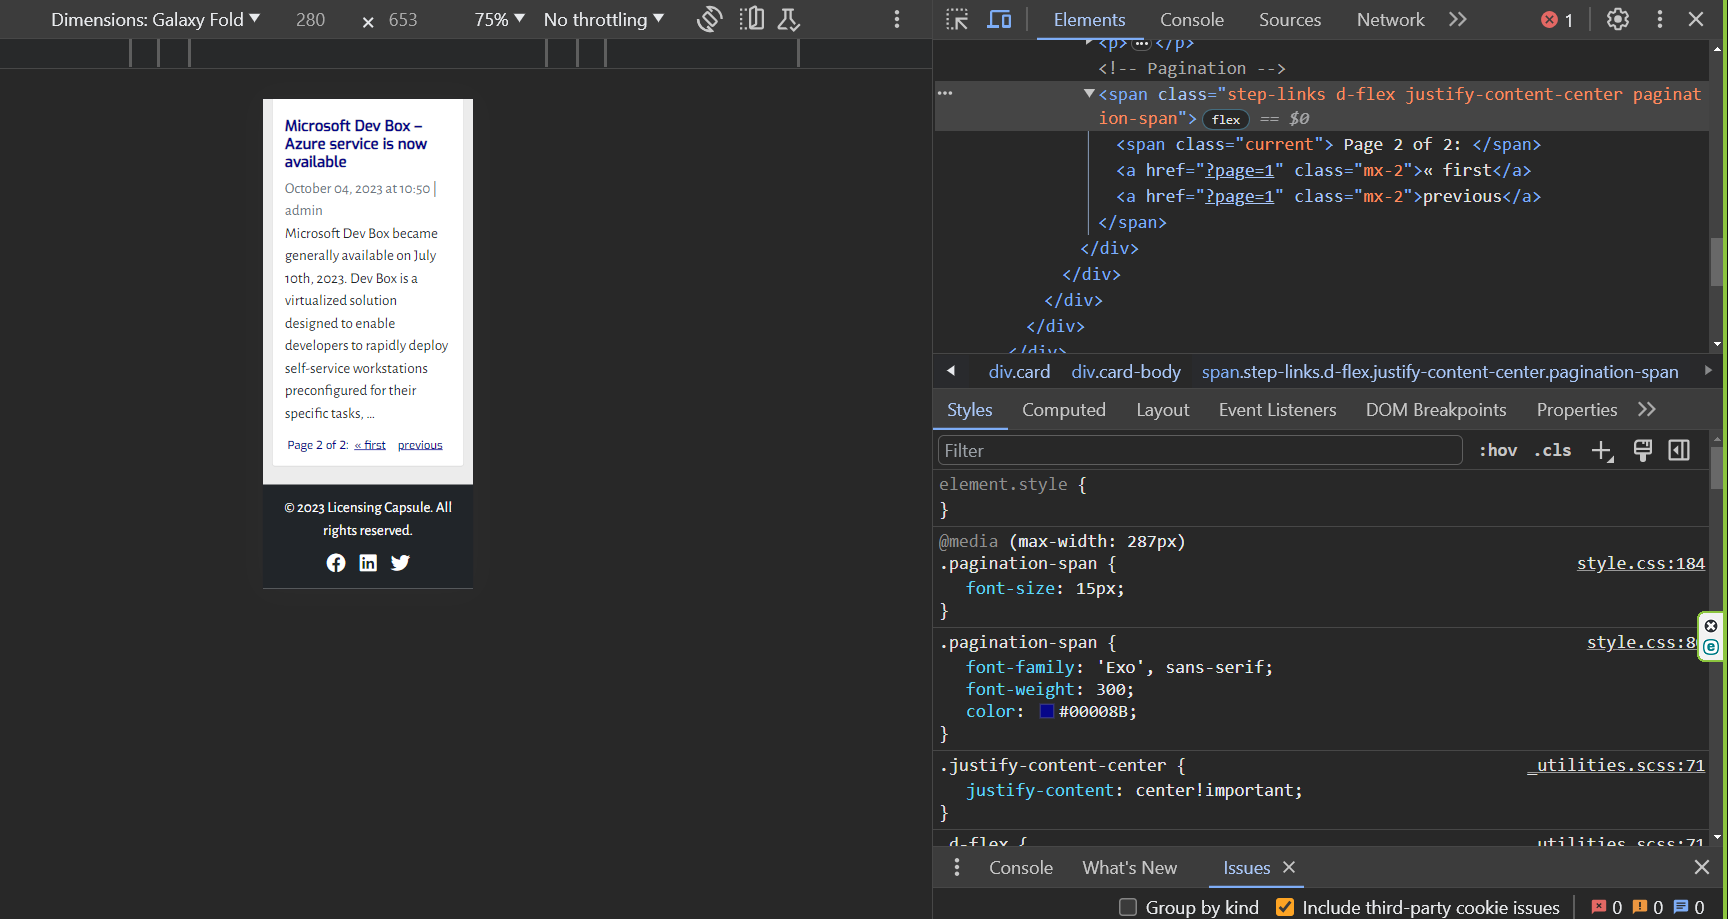 Dimensions: Galaxy Fold 280 × 653 75% No throttling
Elements Console Sources Network 1
Microsoft Dev Box –
Azure service is now
available
October 04, 2023 at 10:50 |
admin
Microsoft Dev Box became
generally available on July
10th, 2023. Dev Box is a
virtualized solution
designed to enable
developers to rapidly deploy
self-service workstations
preconfigured for their
specific tasks, ...
Page 2 of 2: « first previous
© 2023 Licensing Capsule. All
rights reserved.
<p> ··· </p>
<!-- Pagination -->
<span class="step-links d-flex justify-content-center paginat
ion-span"> flex == $0
<span class="current"> Page 2 of 2: </span>
<a href="?page=1" class="mx-2">« first</a>
<a href="?page=1" class="mx-2">previous</a>
</span>
</div>
</div>
</div>
</div>
</div>
div.card div.card-body span.step-links.d-flex.justify-content-center.pagination-span
Styles Computed Layout Event Listeners DOM Breakpoints Properties
Filter :hov .cls
element.style {
}
@media (max-width: 287px)
.pagination-span { style.css:184
font-size: 15px;
}
.pagination-span { style.css:8
font-family: 'Exo', sans-serif;
font-weight: 300;
color: #00008B;
}
.justify-content-center { _utilities.scss:71
justify-content: center!important;
}
.d-flex { _utilities.scss:71
Console What's New Issues
Group by kind Include third-party cookie issues 0 0 0